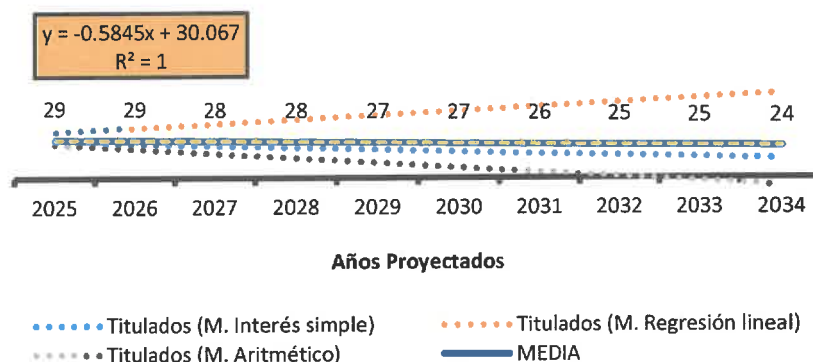 y = -0.5845x + 30.067
R² = 1
29 29 28 28 27 27 26 25 25 24
2025 2026 2027 2028 2029 2030 2031 2032 2033 2034
Años Proyectados
Titulados (M. Interés simple) Titulados (M. Regresión lineal)
Titulados (M. Aritmético) MEDIA